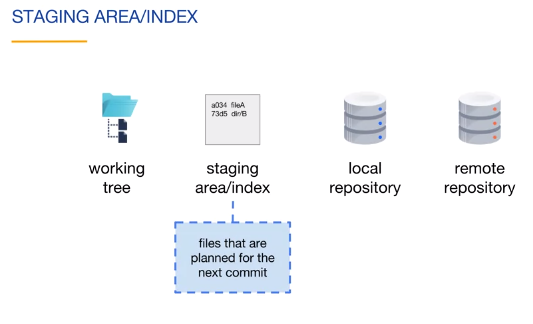 STAGING AREA/INDEX
a034 fileA
73d5 dir/B
working
tree
staging
area/index
local
repository
remote
repository
files that are
planned for the
next commit